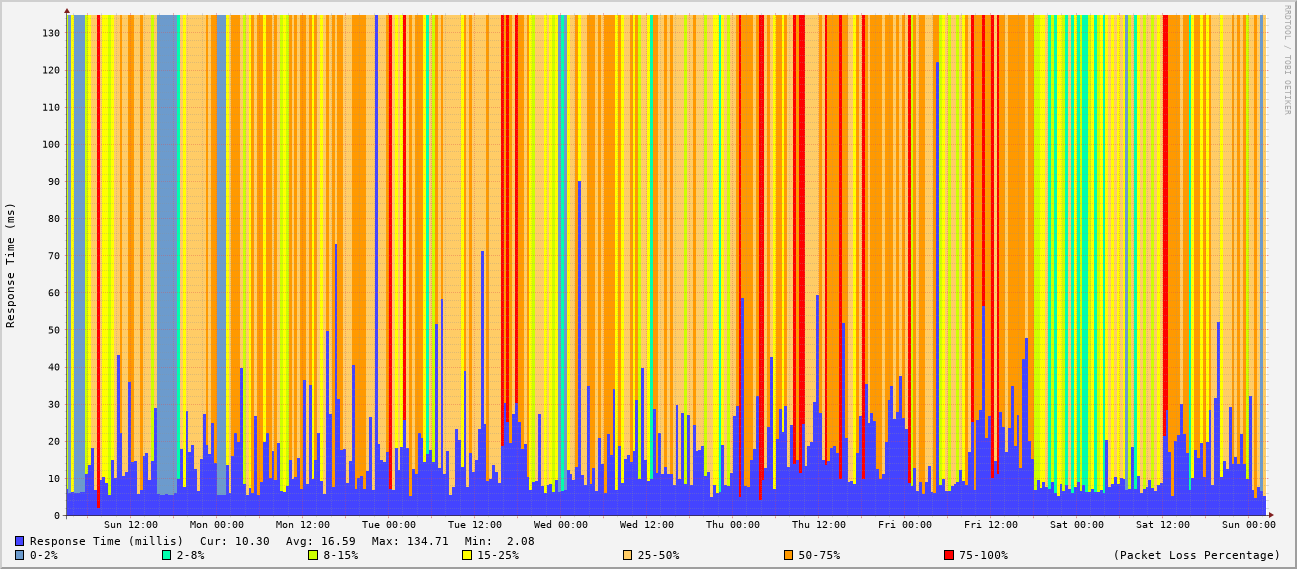 RRDTOOL / TOBI OETIKER
Response Time (ms)
130
120
110
100
90
80
70
60
50
40
30
20
10
0
Sun 12:00 Mon 00:00 Mon 12:00 Tue 00:00 Tue 12:00 Wed 00:00 Wed 12:00 Thu 00:00 Thu 12:00 Fri 00:00 Fri 12:00 Sat 00:00 Sat 12:00 Sun 00:00
Response Time (millis) Cur: 10.30 Avg: 16.59 Max: 134.71 Min: 2.08
0-2% 2-8% 8-15% 15-25% 25-50% 50-75% 75-100% (Packet Loss Percentage)